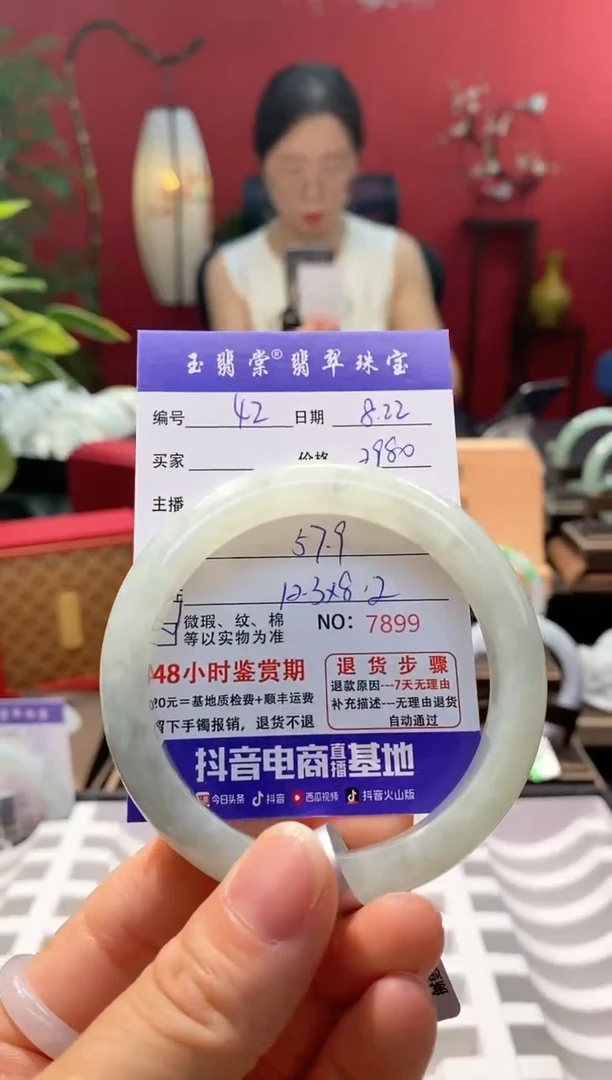 玉翡棠®翡翠珠宝
编号 42 日期 8.22
买家 价格 2980
主播
57.9
12.3x8.2
微瑕、纹、棉 NO: 7899
等以实物为准
48小时鉴赏期 退货步骤
退款原因---7天无理由
20元=基地质检费+顺丰运费 补充描述---无理由退货
留下手镯报销，退货不退 自动通过
抖音电商直播基地
今日头条 抖音 西瓜视频 抖音火山版